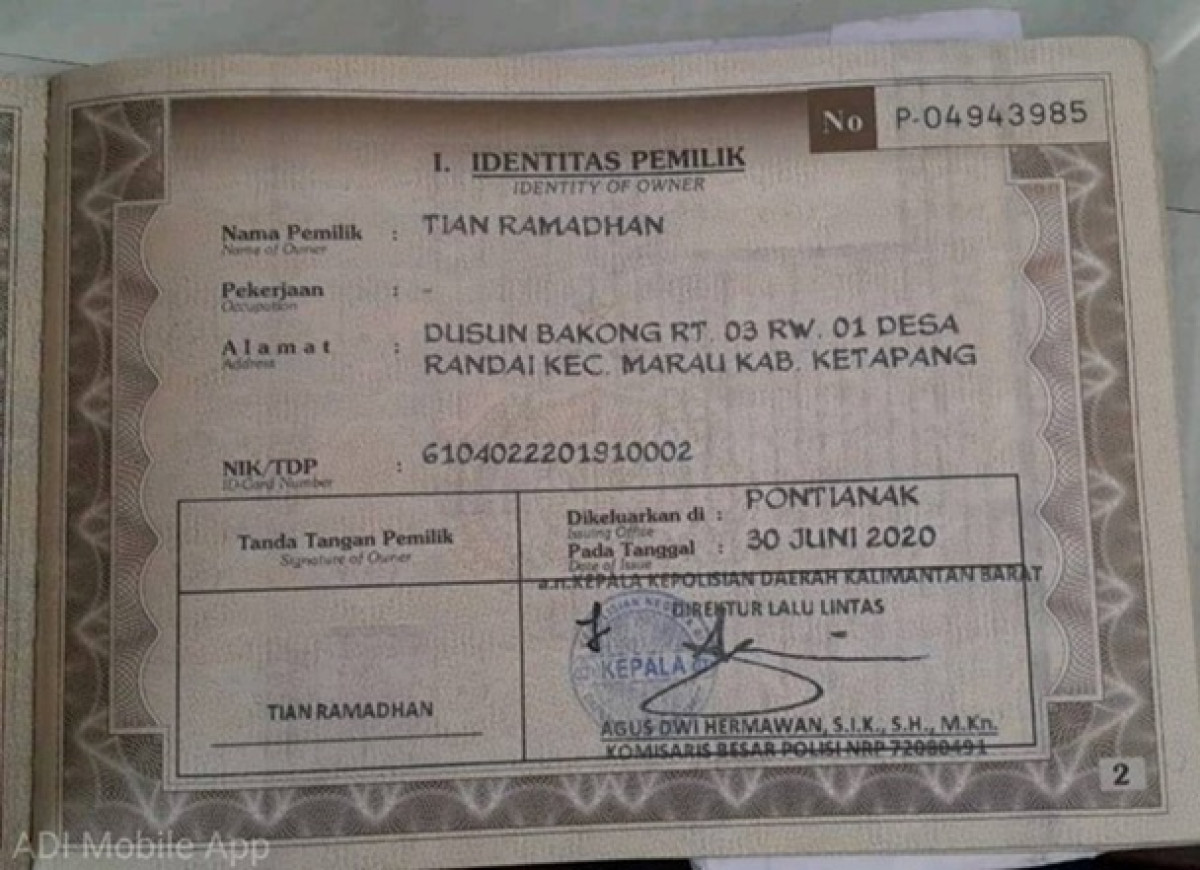 No P-04943985
I. IDENTITAS PEMILIK
IDENTITY OF OWNER
Nama Pemilik : TIAN RAMADHAN
Name of Owner
Pekerjaan : -
Occupation
Alamat : DUSUN BAKONG RT. 03 RW. 01 DESA
Address
RANDAI KEC. MARAU KAB. KETAPANG
NIK/TDP : 6104022201910002
ID-Card Number
Tanda Tangan Pemilik
Signature of Owner
TIAN RAMADHAN
Dikeluarkan di : PONTIANAK
Issuing Office
Pada Tanggal : 30 JUNI 2020
Date of Issue
a.n.KEPALA KEPOLISIAN DAERAH KALIMANTAN BARAT
DIREKTUR LALU LINTAS
KEPALA
AGUS DWI HERMAWAN, S.I.K., S.H., M.Kn.
KOMISARIS BESAR POLISI NRP 72080491
2
ADI Mobile App